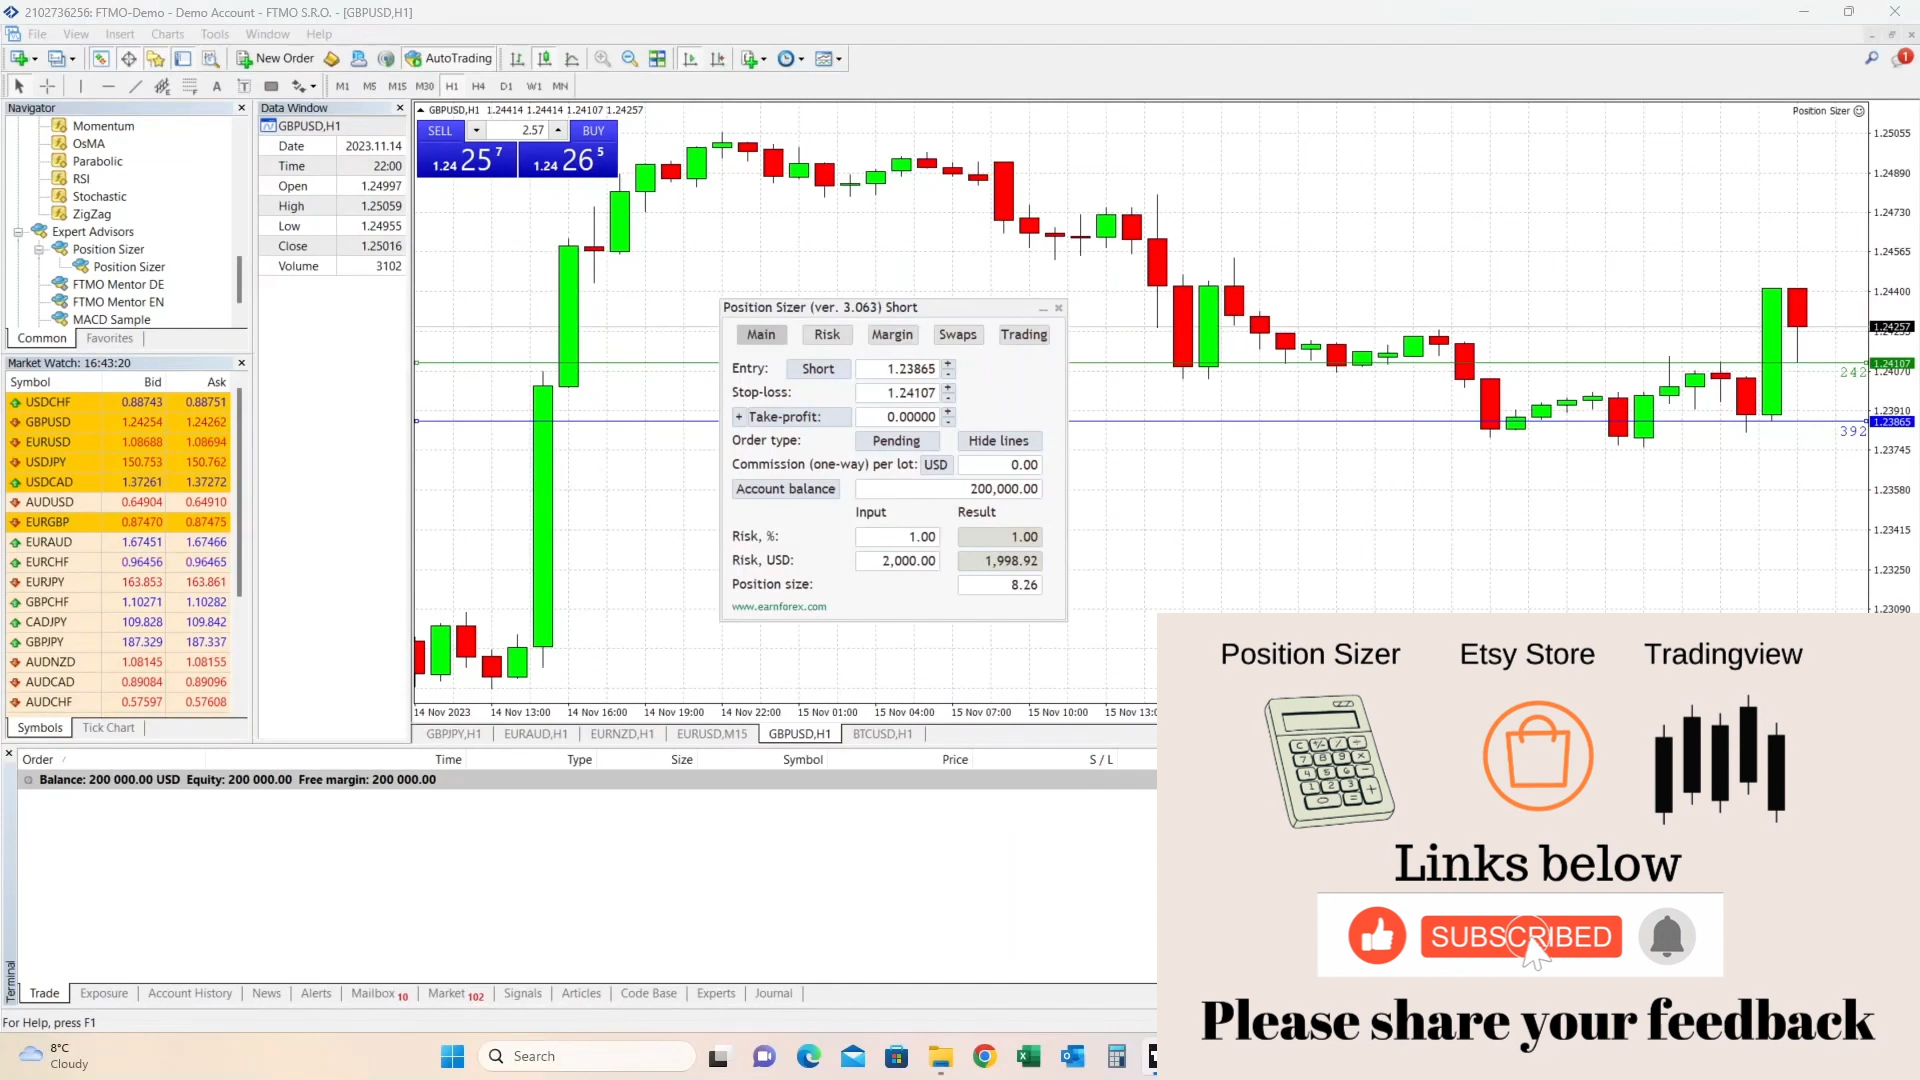 2102736256: FTMO-Demo - Demo Account - FTMO S.R.O. - [GBPUSD,H1]
File View Insert Charts Tools Window Help
New Order AutoTrading 1
A T M1 M5 M15 M30 H1 H4 D1 W1 MN
Navigator
Momentum
OsMA
Parabolic
RSI
Stochastic
ZigZag
Expert Advisors
Position Sizer
Position Sizer
FTMO Mentor DE
FTMO Mentor EN
MACD Sample
Common Favorites
Data Window
GBPUSD,H1
Date 2023.11.14
Time 22:00
Open 1.24997
High 1.25059
Low 1.24955
Close 1.25016
Volume 3102
Market Watch: 16:43:20
Symbol Bid Ask
USDCHF 0.88743 0.88751
GBPUSD 1.24254 1.24262
EURUSD 1.08688 1.08694
USDJPY 150.753 150.762
USDCAD 1.37261 1.37272
AUDUSD 0.64904 0.64910
EURGBP 0.87470 0.87475
EURAUD 1.67451 1.67466
EURCHF 0.96456 0.96465
EURJPY 163.853 163.861
GBPCHF 1.10271 1.10282
CADJPY 109.828 109.842
GBPJPY 187.329 187.337
AUDNZD 1.08145 1.08155
AUDCAD 0.89084 0.89096
AUDCHF 0.57597 0.57608
Symbols Tick Chart
GBPUSD,H1 1.24414 1.24414 1.24107 1.24257
SELL 2.57 BUY
1.24 25 7 1.24 26 5
Position Sizer
1.25055
1.24890
1.24730
1.24565
1.24400
1.24257
1.24107
1.24070
242
1.23910
1.23865
392
1.23745
1.23580
1.23415
1.23250
1.23090
Position Sizer (ver. 3.063) Short
Main Risk Margin Swaps Trading
Entry: Short 1.23865
Stop-loss: 1.24107
+ Take-profit: 0.00000
Order type: Pending Hide lines
Commission (one-way) per lot: USD 0.00
Account balance 200,000.00
Input Result
Risk, %: 1.00 1.00
Risk, USD: 2,000.00 1,998.92
Position size: 8.26
www.earnforex.com
14 Nov 2023 14 Nov 13:00 14 Nov 16:00 14 Nov 19:00 14 Nov 22:00 15 Nov 01:00 15 Nov 04:00 15 Nov 07:00 15 Nov 10:00
GBPJPY,H1 EURAUD,H1 EURNZD,H1 EURUSD,M15 GBPUSD,H1 BTCUSD,H1
Order Time Type Size Symbol Price S / L
Balance: 200 000.00 USD Equity: 200 000.00 Free margin: 200 000.00
Terminal
Trade Exposure Account History News Alerts Mailbox 10 Market 102 Signals Articles Code Base Experts Journal
For Help, press F1
8°C
Cloudy
Search
Position Sizer Etsy Store Tradingview
Links below
SUBSCRIBED
Please share your feedback